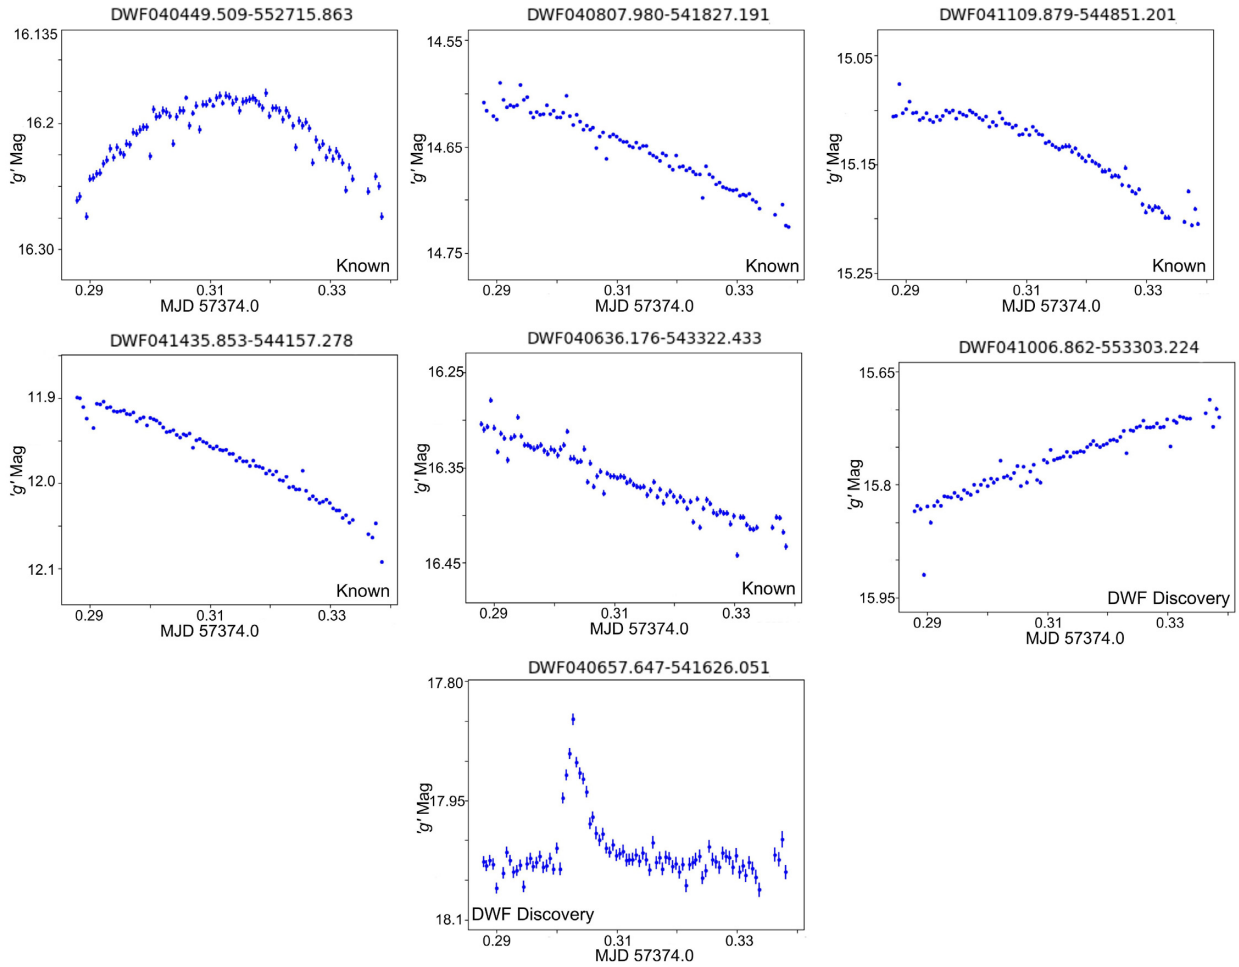 DWF040449.509-552715.863
16.135
16.2
16.30
'g' Mag
Known
0.29 0.31 0.33
MJD 57374.0
DWF040807.980-541827.191
14.55
14.65
14.75
'g' Mag
Known
0.29 0.31 0.33
MJD 57374.0
DWF041109.879-544851.201
15.05
15.15
15.25
'g' Mag
Known
0.29 0.31 0.33
MJD 57374.0
DWF041435.853-544157.278
11.9
12.0
12.1
'g' Mag
Known
0.29 0.31 0.33
MJD 57374.0
DWF040636.176-543322.433
16.25
16.35
16.45
'g' Mag
Known
0.29 0.31 0.33
MJD 57374.0
DWF041006.862-553303.224
15.65
15.8
15.95
'g' Mag
DWF Discovery
0.29 0.31 0.33
MJD 57374.0
DWF040657.647-541626.051
17.80
17.95
18.1
'g' Mag
DWF Discovery
0.29 0.31 0.33
MJD 57374.0